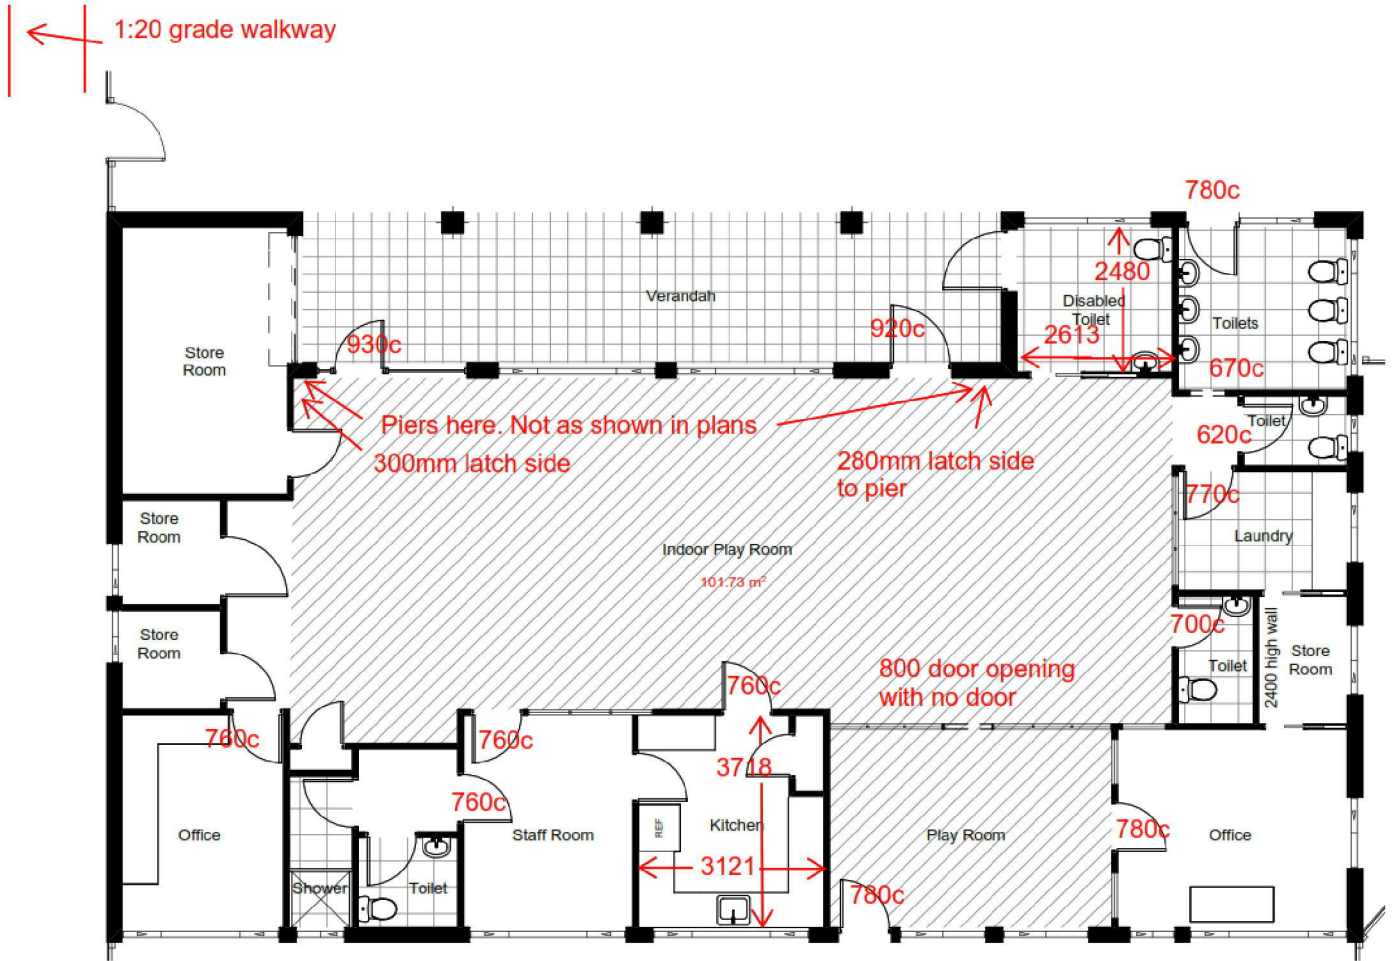 1:20 grade walkway
780c
Verandah
2480
Disabled
Toilet
930c
920c
2613
Toilets
Store
Room
670c
Piers here. Not as shown in plans
300mm latch side
280mm latch side
to pier
Toilet
620c
770c
Store
Room
Laundry
Indoor Play Room
101.73 m²
Store
Room
700c
Toilet
2400 high wall
Store
Room
800 door opening
with no door
760c
760c
760c
3718
760c
Office
Staff Room
REF
Kitchen
Play Room
780c
Office
3121
Shower
Toilet
780c